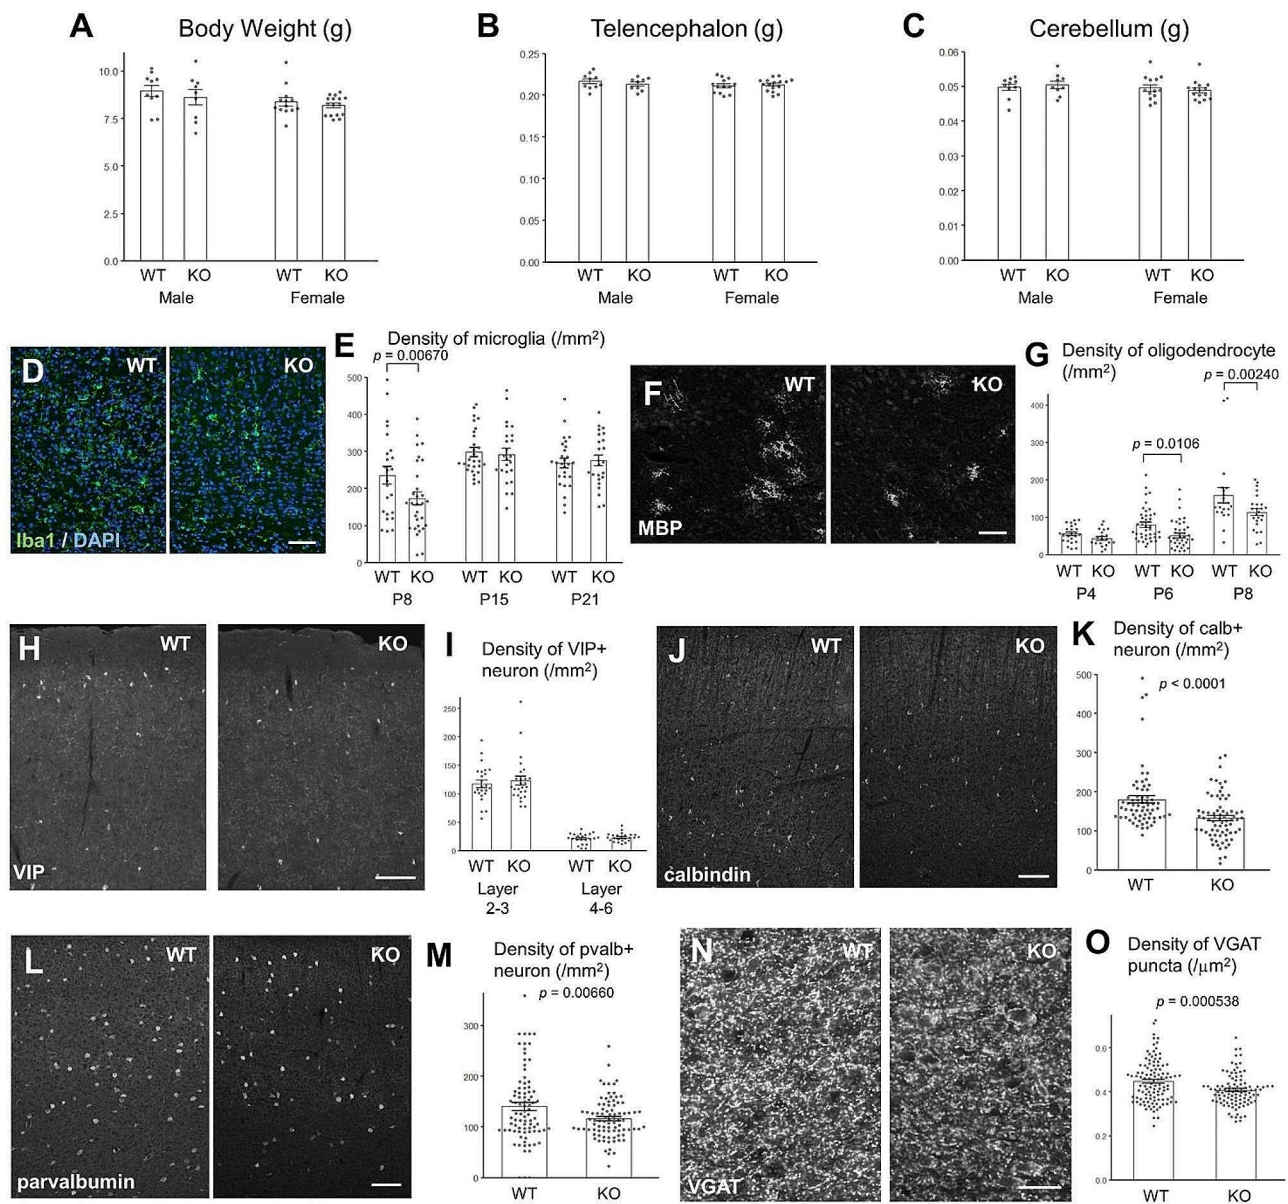 A Body Weight (g)
10.0
7.5
5.0
2.5
0.0
WT KO WT KO
Male Female
B Telencephalon (g)
0.25
0.20
0.15
0.10
0.05
0.00
WT KO WT KO
Male Female
C Cerebellum (g)
0.06
0.05
0.04
0.03
0.02
0.01
0.00
WT KO WT KO
Male Female
D WT KO
Iba1 / DAPI
E Density of microglia (/mm²)
p = 0.00670
500
400
300
200
100
0
WT KO WT KO WT KO
P8 P15 P21
F WT KO
MBP
G Density of oligodendrocyte
(/mm²)
p = 0.00240
p = 0.0106
400
300
200
100
0
WT KO WT KO WT KO
P4 P6 P8
H WT KO
VIP
I Density of VIP+
neuron (/mm²)
250
200
150
100
50
0
WT KO WT KO
Layer Layer
2-3 4-6
J WT KO
calbindin
K Density of calb+
neuron (/mm²)
p < 0.0001
500
400
300
200
100
0
WT KO
L WT KO
parvalbumin
M Density of pvalb+
neuron (/mm²)
p = 0.00660
300
200
100
0
WT KO
N WT KO
VGAT
O Density of VGAT
puncta (/μm²)
p = 0.000538
0.6
0.4
0.2
0.0
WT KO